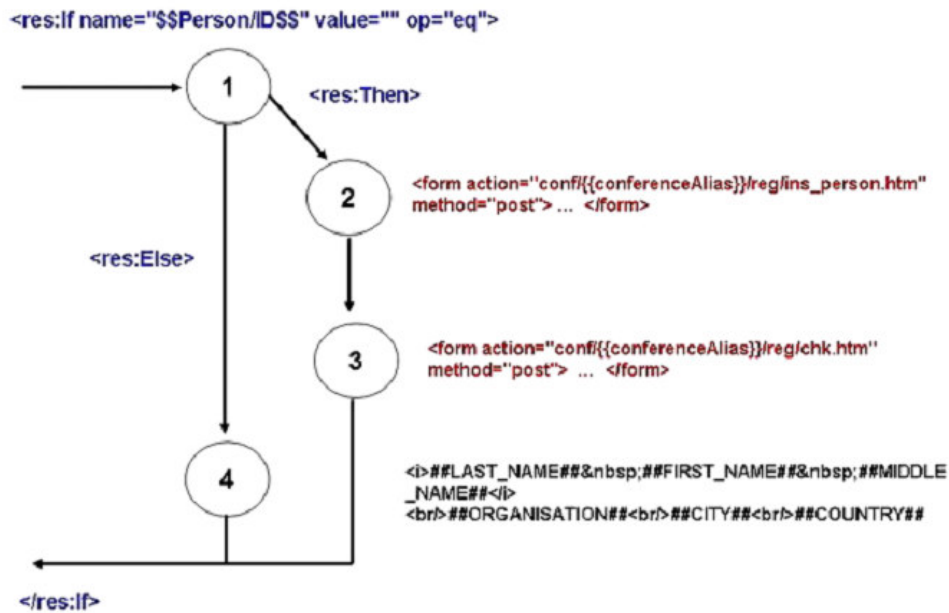 <res:If name="$$Person/ID$$" value="" op="eq">
1
<res:Then>
2
<form action="conf/{{conferenceAlias}}/reg/ins_person.htm"
method="post"> ... </form>
<res:Else>
3
<form action="conf/{{conferenceAlias}}/reg/chk.htm"
method="post"> ... </form>
4
<i>##LAST_NAME##&nbsp;##FIRST_NAME##&nbsp;##MIDDLE
_NAME##</i>
<br/>##ORGANISATION##<br/>##CITY##<br/>##COUNTRY##
</res:If>